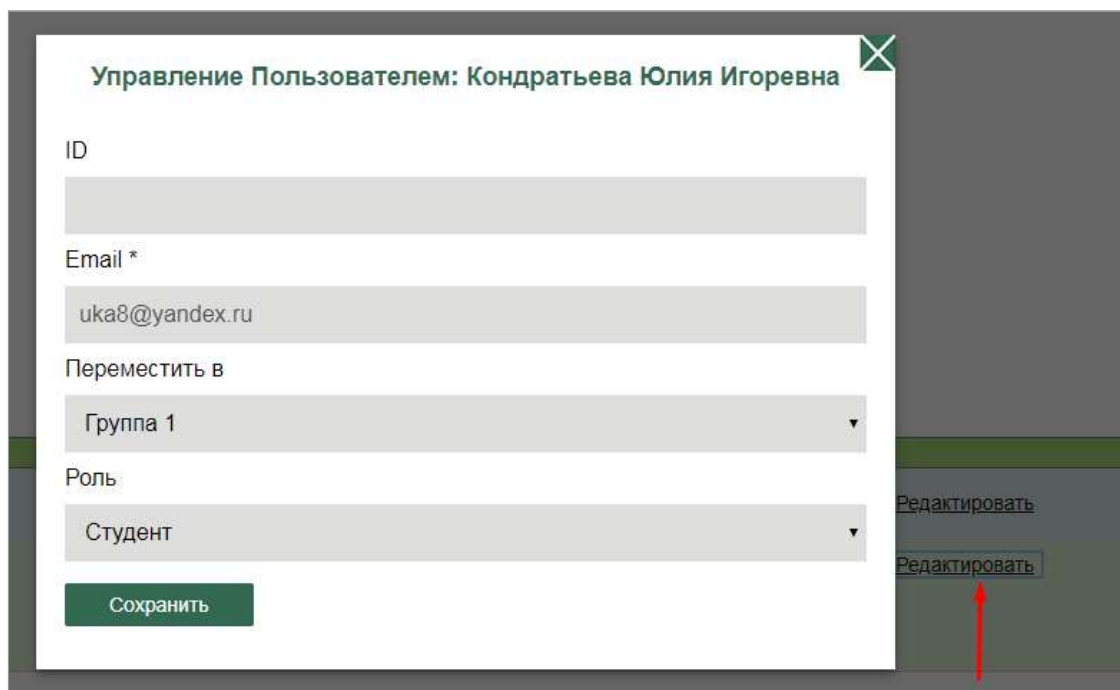 Управление Пользователем: Кондратьева Юлия Игоревна
ID
Email *
uka8@yandex.ru
Переместить в
Группа 1
Роль
Студент
Редактировать
Редактировать
Сохранить